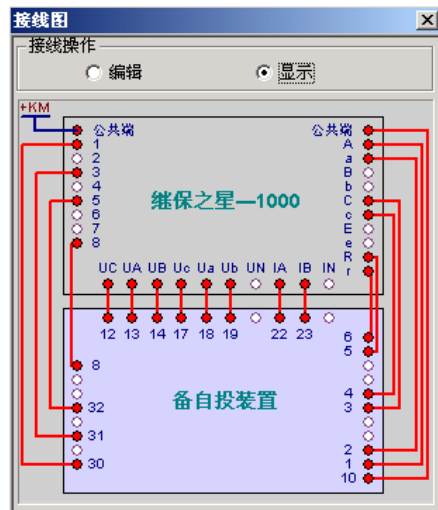 接线图
接线操作
编辑 显示
+KM
公共端 公共端
1 A
2 a
3 B
4 b
5 C
6 c
7 E
8 e
R
r
继保之星—1000
UC UA UB Uc Ua Ub UN IA IB IN
12 13 14 17 18 19 22 23
6
5
8
备自投装置
4
32 3
31
2
30 1
10